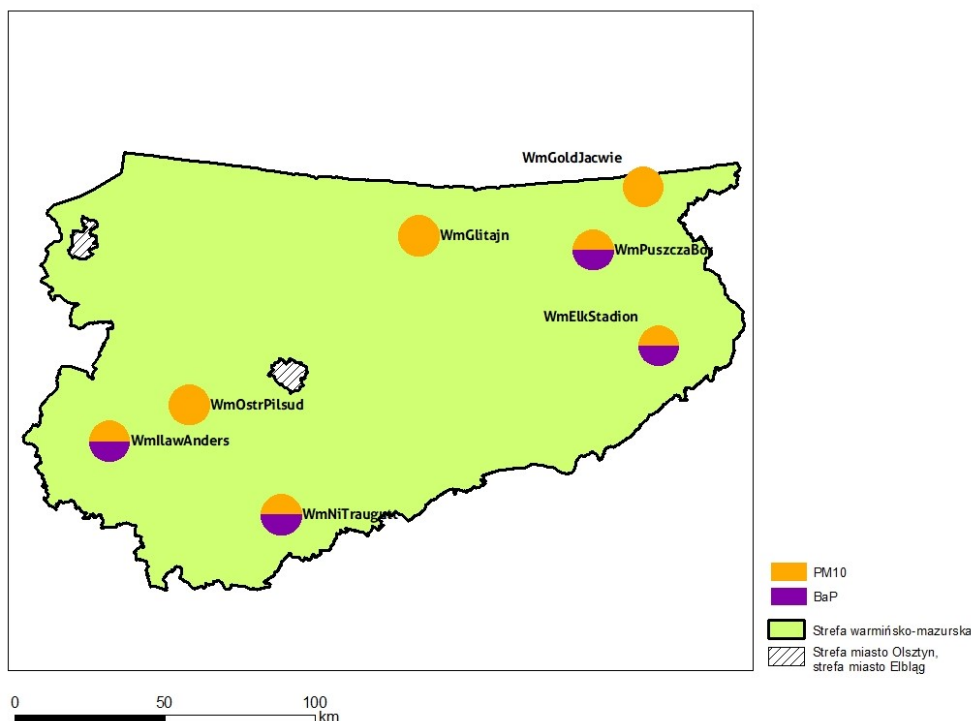 WmGoldJacwie
WmGlitajn
WmPuszczaBor
WmElkStadion
WmOstrPilsud
WmIlawAnders
WmNiTraugutt
PM10
BaP
Strefa warmińsko-mazurska
Strefa miasto Olsztyn,
strefa miasto Elbląg
0 50 100
km